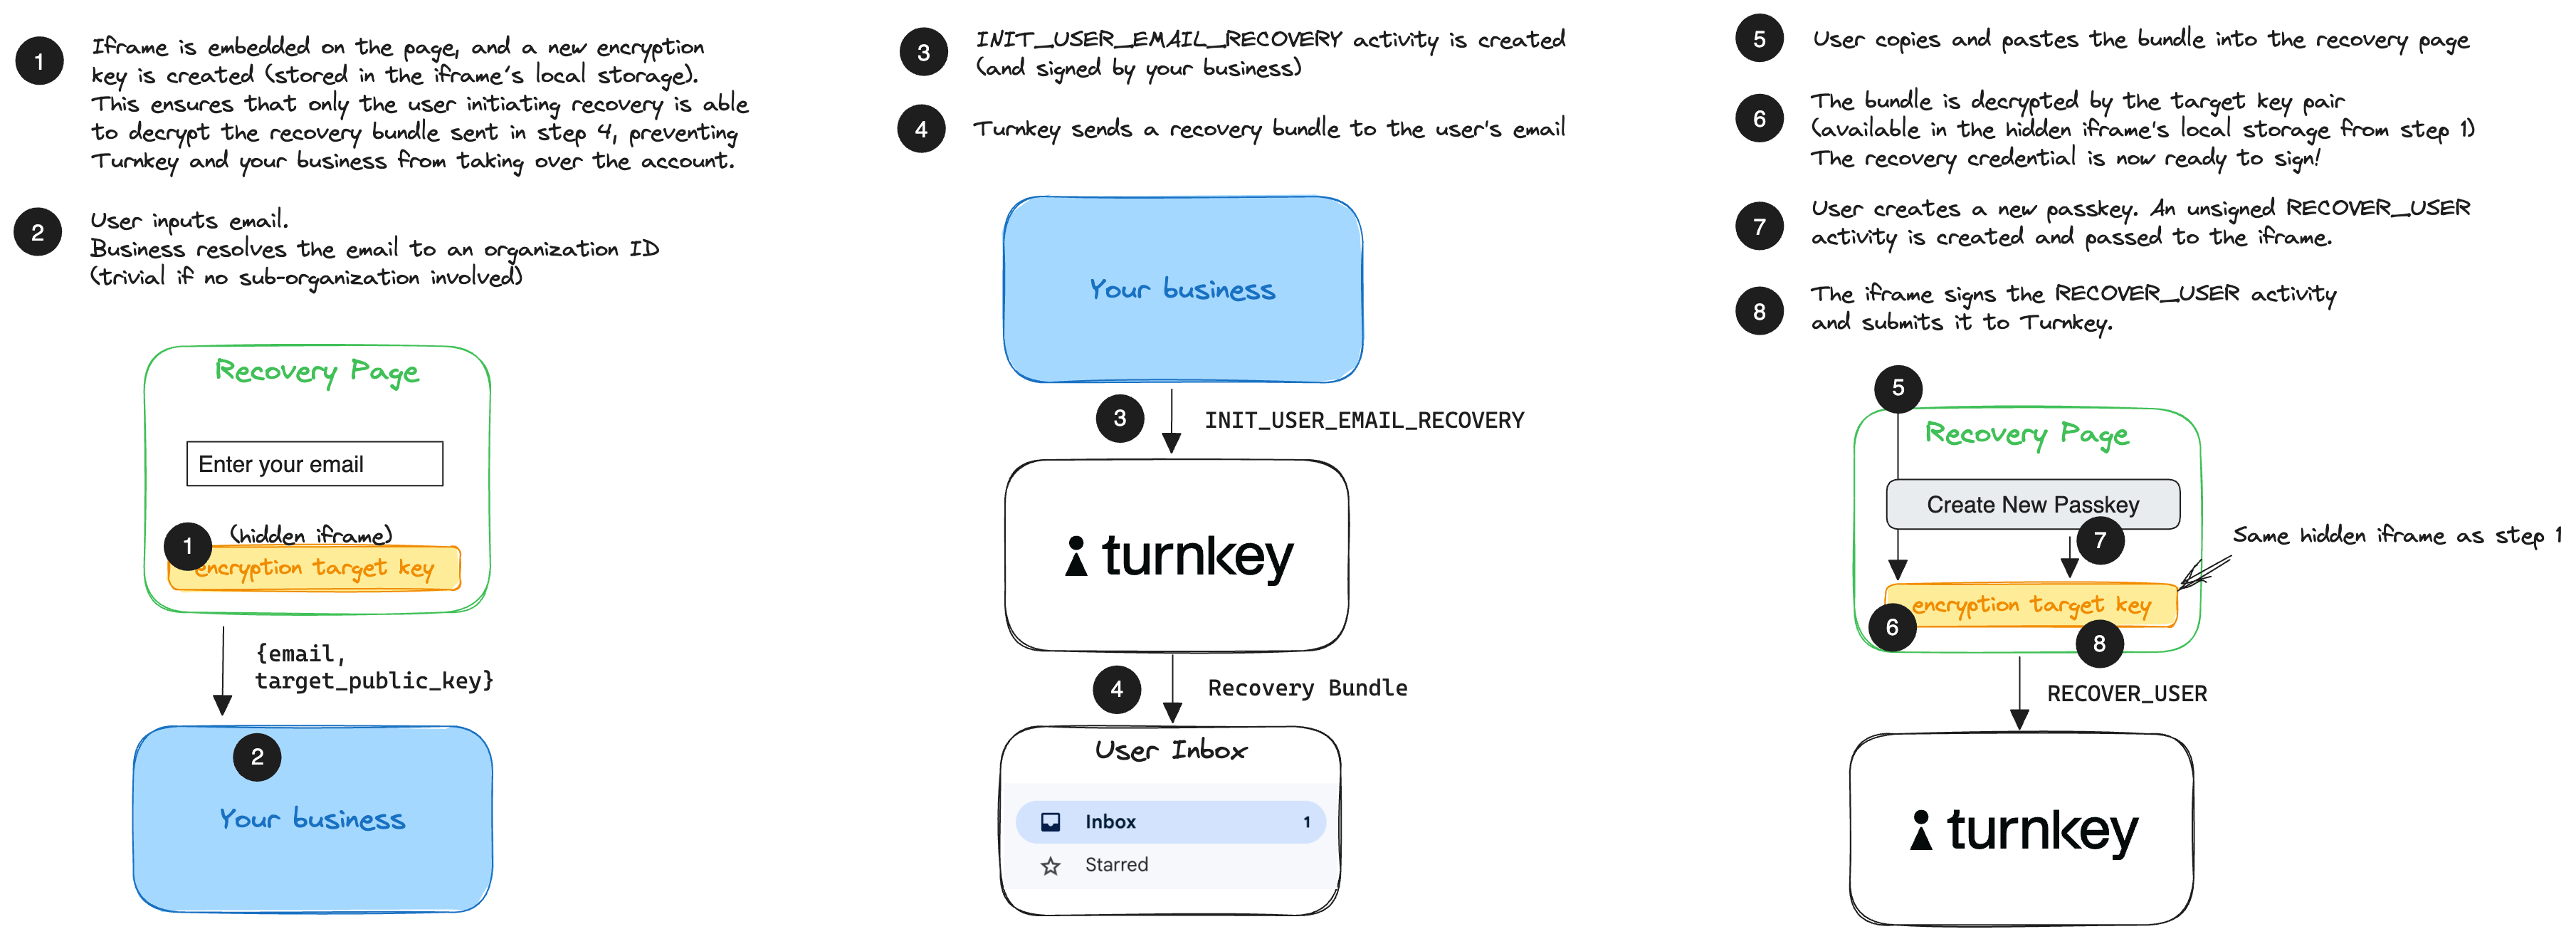 1
Iframe is embedded on the page, and a new encryption
key is created (stored in the iframe's local storage).
This ensures that only the user initiating recovery is able
to decrypt the recovery bundle sent in step 4, preventing
Turnkey and your business from taking over the account.
2
User inputs email.
Business resolves the email to an organization ID
(trivial if no sub-organization involved)
Recovery Page
Enter your email
(hidden iframe)
1
encryption target key
{email,
target_public_key}
2
Your business
3
INIT_USER_EMAIL_RECOVERY activity is created
(and signed by your business)
4
Turnkey sends a recovery bundle to the user's email
Your business
3
INIT_USER_EMAIL_RECOVERY
turnkey
4
Recovery Bundle
User Inbox
Inbox 1
Starred
5
User copies and pastes the bundle into the recovery page
6
The bundle is decrypted by the target key pair
(available in the hidden iframe's local storage from step 1)
The recovery credential is now ready to sign!
7
User creates a new passkey. An unsigned RECOVER_USER
activity is created and passed to the iframe.
8
The iframe signs the RECOVER_USER activity
and submits it to Turnkey.
5
Recovery Page
Create New Passkey
7
Same hidden iframe as step 1
encryption target key
6
8
RECOVER_USER
turnkey